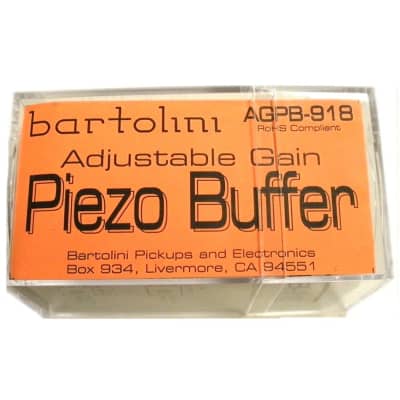 bartolini
AGPB-918
RoHS Compliant
Adjustable Gain
Piezo Buffer
Bartolini Pickups and Electronics
Box 934, Livermore, CA 94551